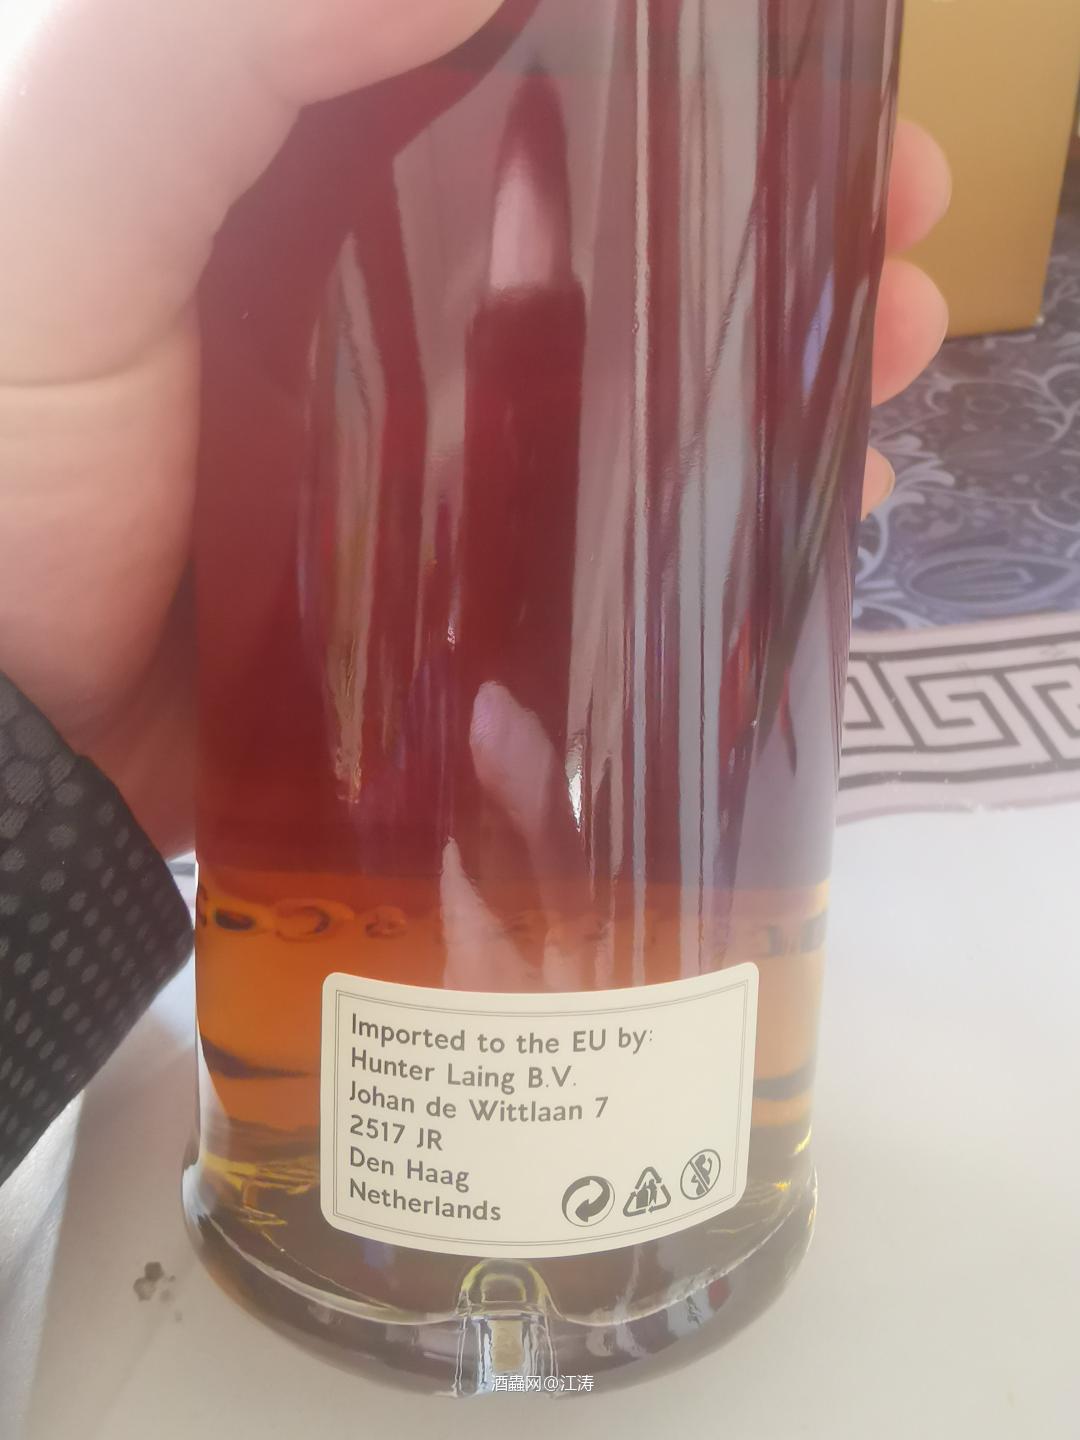 Imported to the EU by:
Hunter Laing B.V.
Johan de Wittlaan 7
2517 JR
Den Haag
Netherlands
酒蟲网@江涛